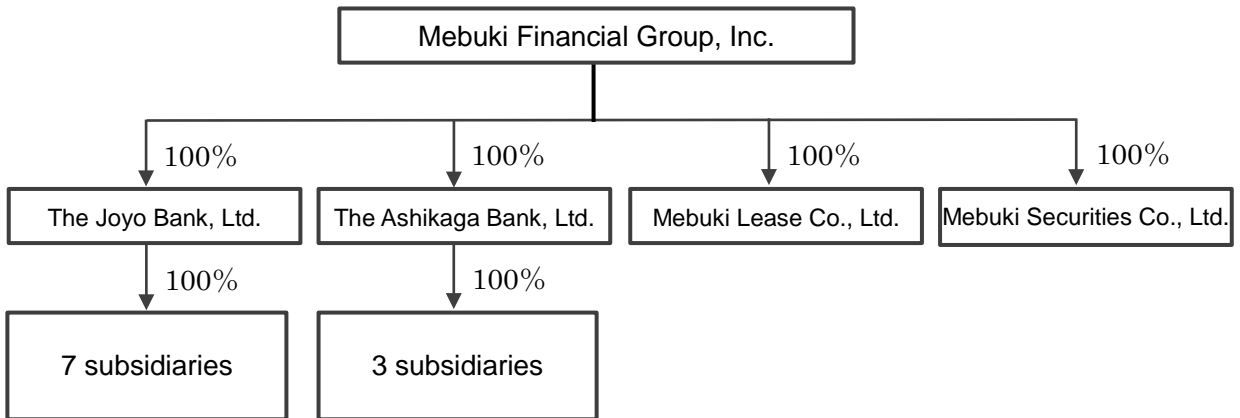 Mebuki Financial Group, Inc.
100%
100%
100%
100%
The Joyo Bank, Ltd.
The Ashikaga Bank, Ltd.
Mebuki Lease Co., Ltd.
Mebuki Securities Co., Ltd.
100%
100%
7 subsidiaries
3 subsidiaries